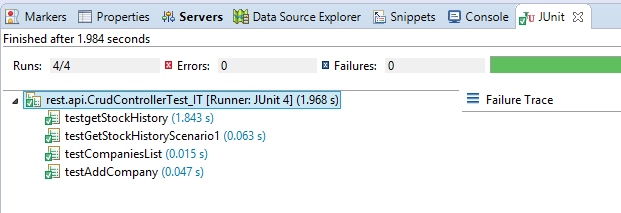 Markers Properties Servers Data Source Explorer Snippets Console JUnit
Finished after 1.984 seconds
Runs: 4/4 Errors: 0 Failures: 0
rest.api.CrudControllerTest_IT [Runner: JUnit 4] (1.968 s) Failure Trace
testgetStockHistory (1.843 s)
testGetStockHistoryScenario1 (0.063 s)
testCompaniesList (0.015 s)
testAddCompany (0.047 s)